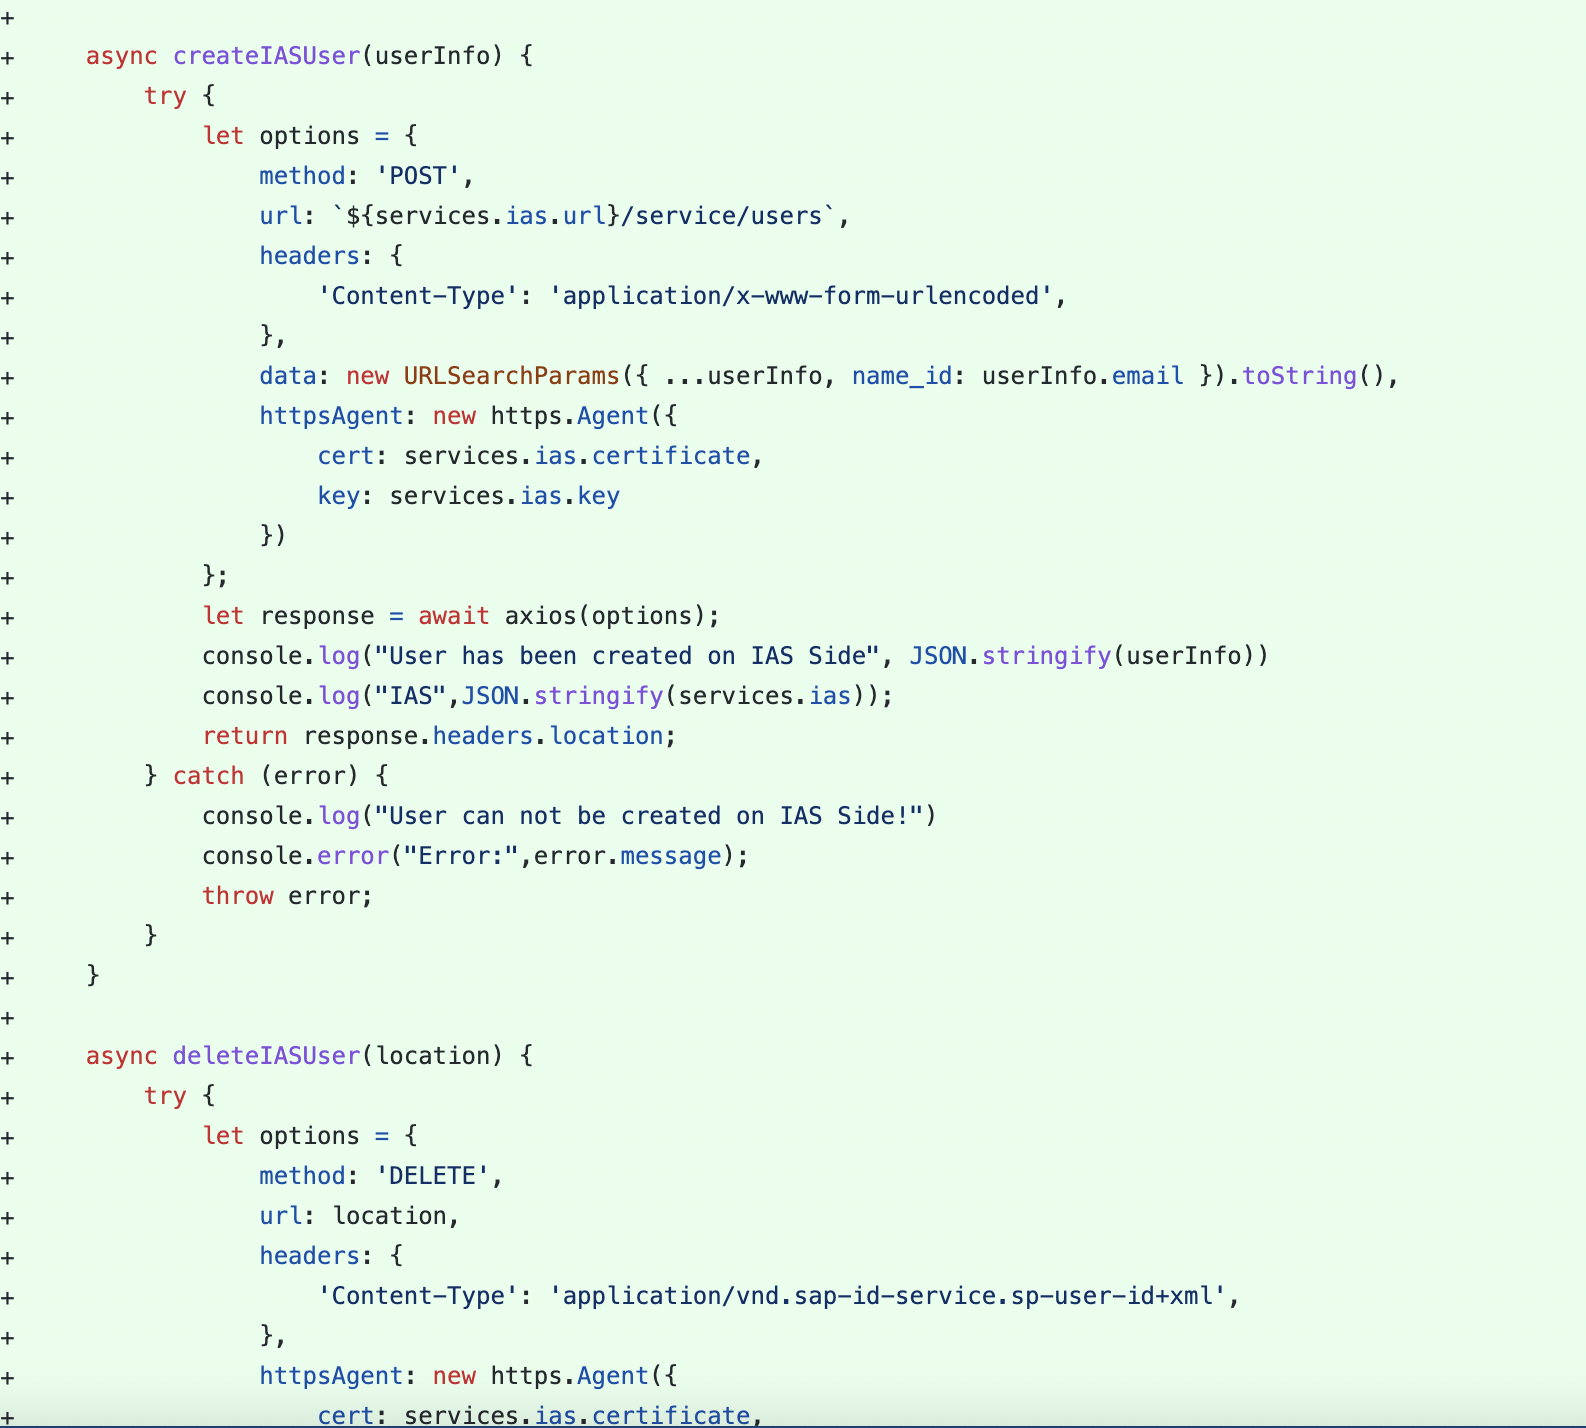 +
+     async createIASUser(userInfo) {
+         try {
+             let options = {
+                 method: 'POST',
+                 url: `${services.ias.url}/service/users`,
+                 headers: {
+                     'Content-Type': 'application/x-www-form-urlencoded',
+                 },
+                 data: new URLSearchParams({ ...userInfo, name_id: userInfo.email }).toString(),
+                 httpsAgent: new https.Agent({
+                     cert: services.ias.certificate,
+                     key: services.ias.key
+                 })
+             };
+             let response = await axios(options);
+             console.log("User has been created on IAS Side", JSON.stringify(userInfo))
+             console.log("IAS",JSON.stringify(services.ias));
+             return response.headers.location;
+         } catch (error) {
+             console.log("User can not be created on IAS Side!")
+             console.error("Error:",error.message);
+             throw error;
+         }
+     }
+
+     async deleteIASUser(location) {
+         try {
+             let options = {
+                 method: 'DELETE',
+                 url: location,
+                 headers: {
+                     'Content-Type': 'application/vnd.sap-id-service.sp-user-id+xml',
+                 },
+                 httpsAgent: new https.Agent({
+                     cert: services.ias.certificate,